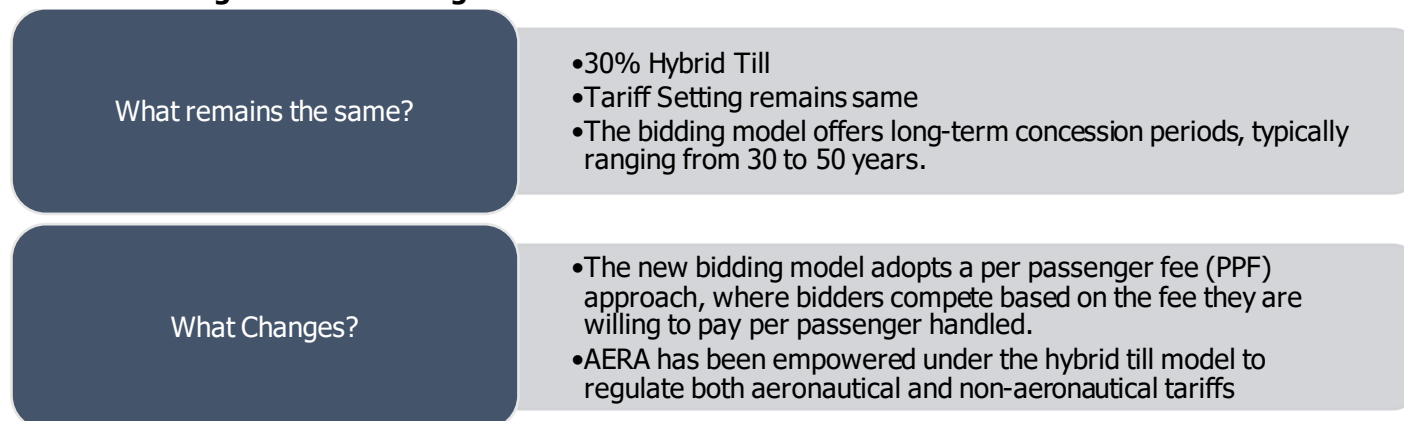 What remains the same?
•30% Hybrid Till
•Tariff Setting remains same
•The bidding model offers long-term concession periods, typically
ranging from 30 to 50 years.
What Changes?
•The new bidding model adopts a per passenger fee (PPF)
approach, where bidders compete based on the fee they are
willing to pay per passenger handled.
•AERA has been empowered under the hybrid till model to
regulate both aeronautical and non-aeronautical tariffs